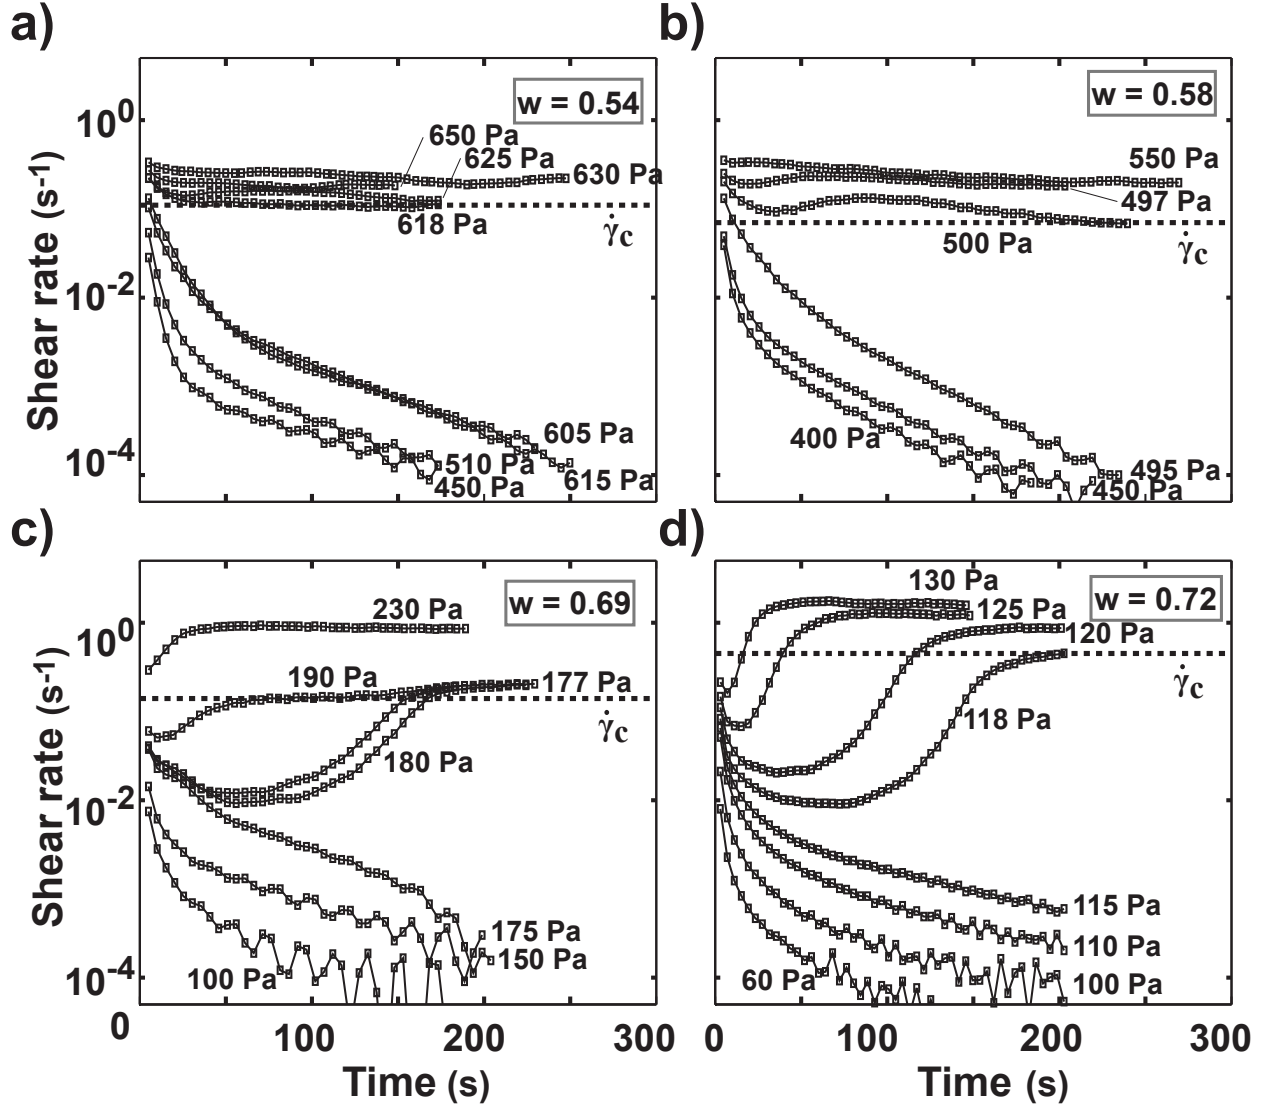 a)
b)
w = 0.54
w = 0.58
10^0
650 Pa
625 Pa
630 Pa
618 Pa
γ̇c
550 Pa
497 Pa
500 Pa
γ̇c
Shear rate (s^-1)
10^-2
10^-4
605 Pa
510 Pa
450 Pa
615 Pa
400 Pa
495 Pa
450 Pa
c)
d)
w = 0.69
w = 0.72
10^0
230 Pa
190 Pa
177 Pa
γ̇c
180 Pa
130 Pa
125 Pa
120 Pa
γ̇c
118 Pa
Shear rate (s^-1)
10^-2
10^-4
175 Pa
150 Pa
100 Pa
115 Pa
110 Pa
100 Pa
60 Pa
0 100 200 300
0 100 200 300
Time (s)
Time (s)